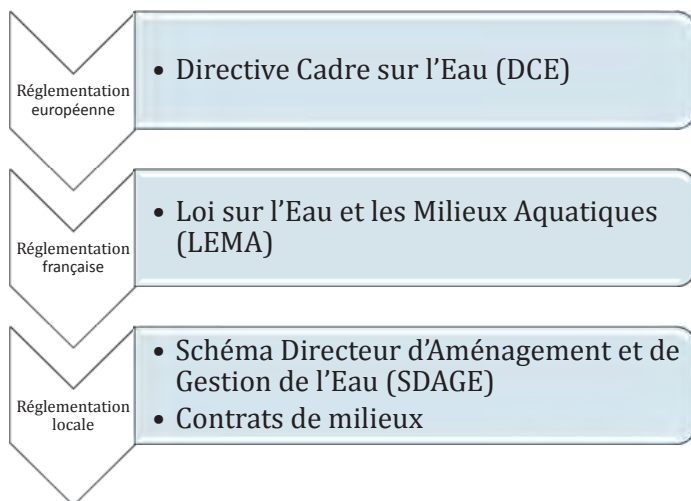 Réglementation
européenne
• Directive Cadre sur l’Eau (DCE)
Réglementation
française
• Loi sur l’Eau et les Milieux Aquatiques
(LEMA)
Réglementation
locale
• Schéma Directeur d’Aménagement et de
Gestion de l’Eau (SDAGE)
• Contrats de milieux